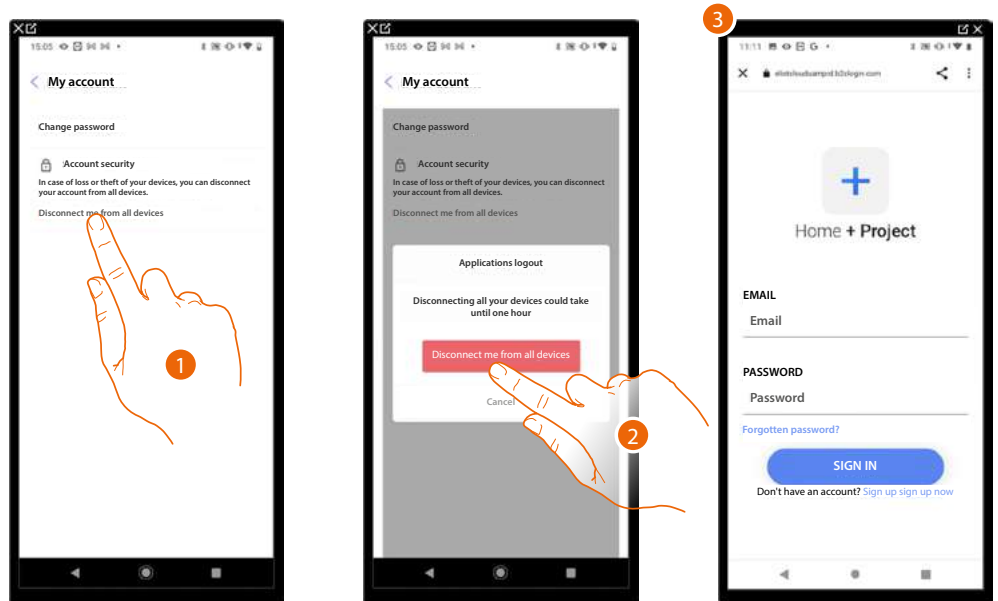 15:05
My account
Change password
Account security
In case of loss or theft of your devices, you can disconnect
your account from all devices.
Disconnect me from all devices
1
15:05
My account
Change password
Account security
In case of loss or theft of your devices, you can disconnect
your account from all devices.
Disconnect me from all devices
Applications logout
Disconnecting all your devices could take
until one hour
Disconnect me from all devices
Cancel
2
3
11:11
Home + Project
EMAIL
Email
PASSWORD
Password
Forgotten password?
SIGN IN
Don't have an account? Sign up sign up now